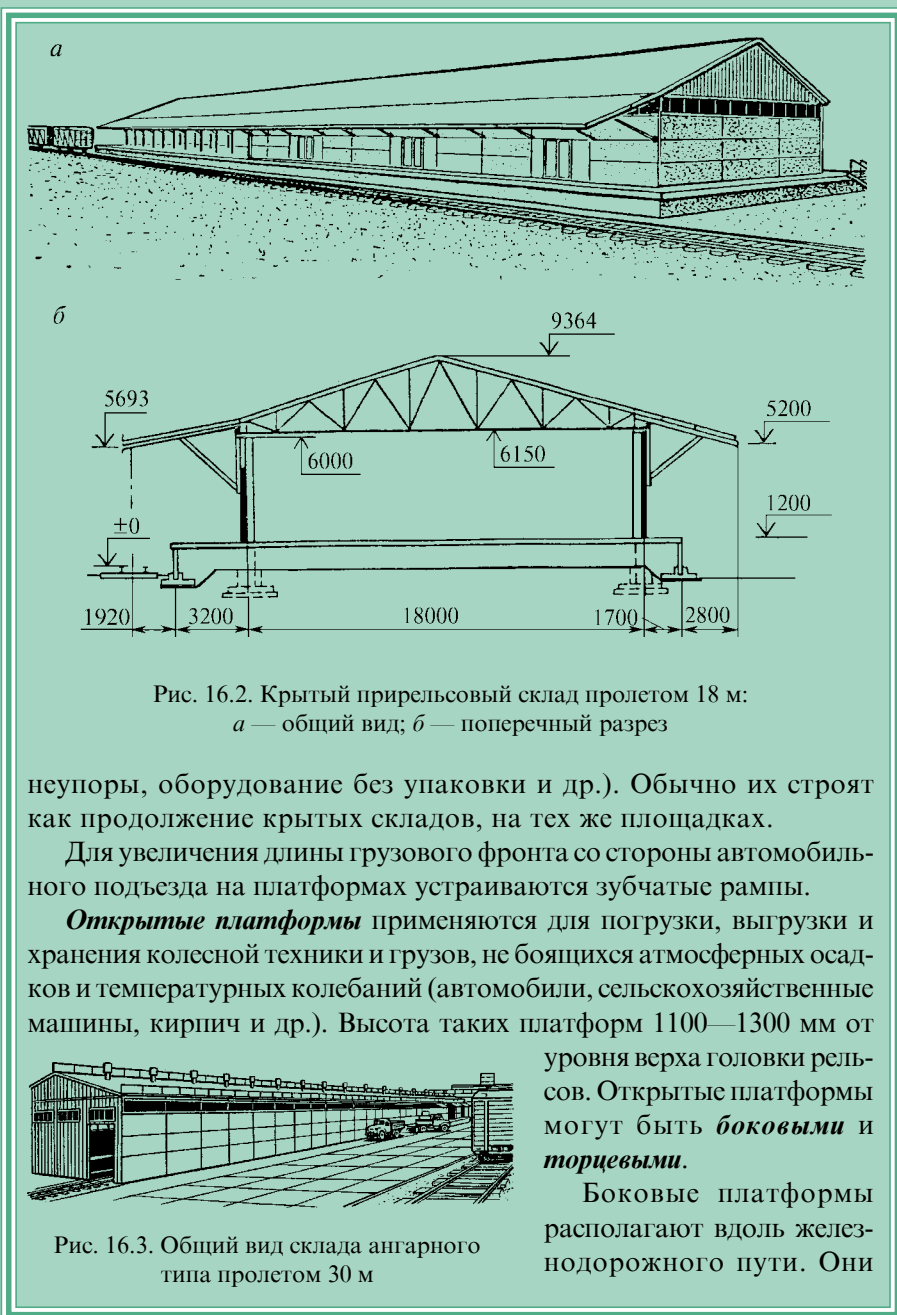 а
б
9364
5693
5200
6000
6150
1200
±0
1920
3200
18000
1700
2800
Рис. 16.2. Крытый прирельсовый склад пролетом 18 м:
а — общий вид; б — поперечный разрез
неупоры, оборудование без упаковки и др.). Обычно их строят
как продолжение крытых складов, на тех же площадках.
Для увеличения длины грузового фронта со стороны автомобиль-
ного подъезда на платформах устраиваются зубчатые рампы.
Открытые платформы применяются для погрузки, выгрузки и
хранения колесной техники и грузов, не боящихся атмосферных осад-
ков и температурных колебаний (автомобили, сельскохозяйственные
машины, кирпич и др.). Высота таких платформ 1100—1300 мм от
уровня верха головки рель-
сов. Открытые платформы
могут быть боковыми и
торцевыми.
Боковые платформы
располагают вдоль желез-
нодорожного пути. Они
Рис. 16.3. Общий вид склада ангарного
типа пролетом 30 м